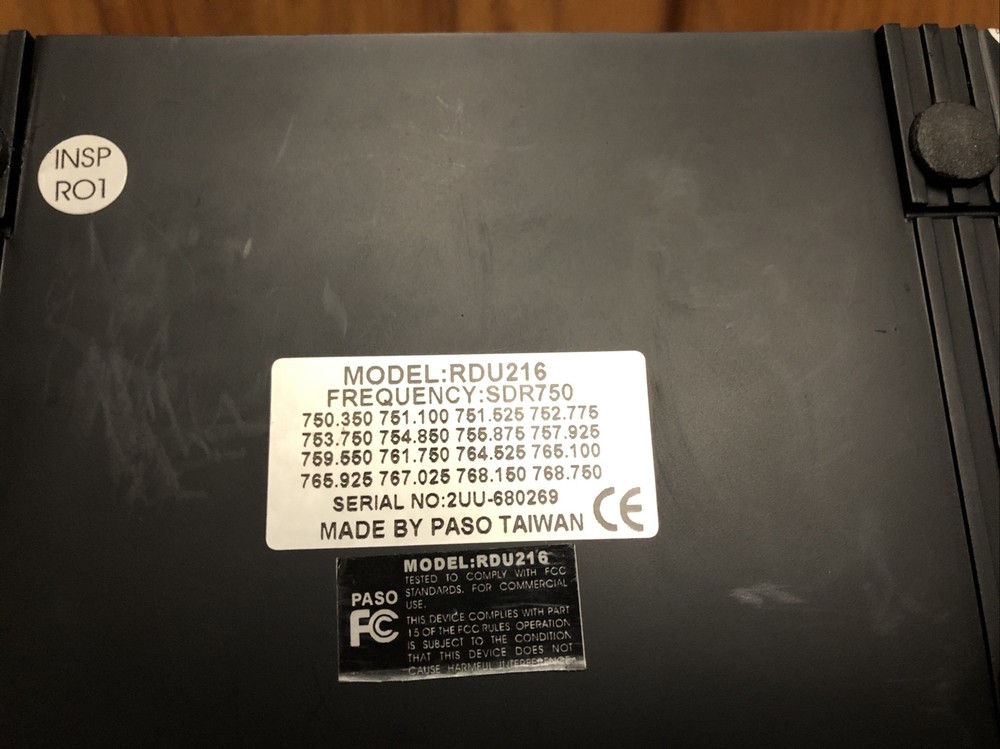 INSP
RO1
MODEL:RDU216
FREQUENCY:SDR750
750.350 751.100 751.525 752.775
753.750 754.850 755.875 757.925
759.550 761.750 764.525 765.100
765.925 767.025 768.150 768.750
SERIAL NO:2UU-680269
MADE BY PASO TAIWAN CE
MODEL:RDU216
TESTED TO COMPLY WITH FCC
STANDARDS. FOR COMMERCIAL
USE.
PASO
FC
THIS DEVICE COMPLIES WITH PART
15 OF THE FCC RULES. OPERATION
IS SUBJECT TO THE CONDITION
THAT THIS DEVICE DOES NOT
CAUSE HARMFUL INTERFERENCE.